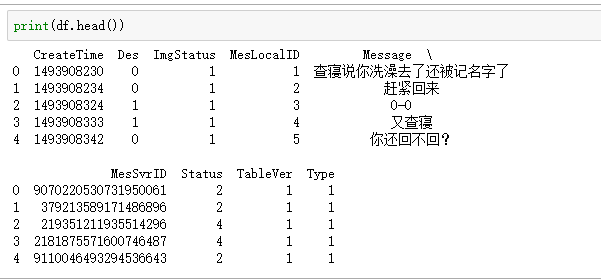 print(df.head())
CreateTime Des ImgStatus MesLocalID Message \
0 1493908230 0 1 1 查寝说你洗澡去了还被记名字了
1 1493908234 0 1 2 赶紧回来
2 1493908324 1 1 3 0-0
3 1493908333 1 1 4 又查寝
4 1493908342 0 1 5 你还回不回？
MesSvrID Status TableVer Type
0 9070220530731950061 2 1 1
1 379213589171486896 2 1 1
2 219351211935514296 4 1 1
3 2181875571600746487 4 1 1
4 9110046493294536643 2 1 1